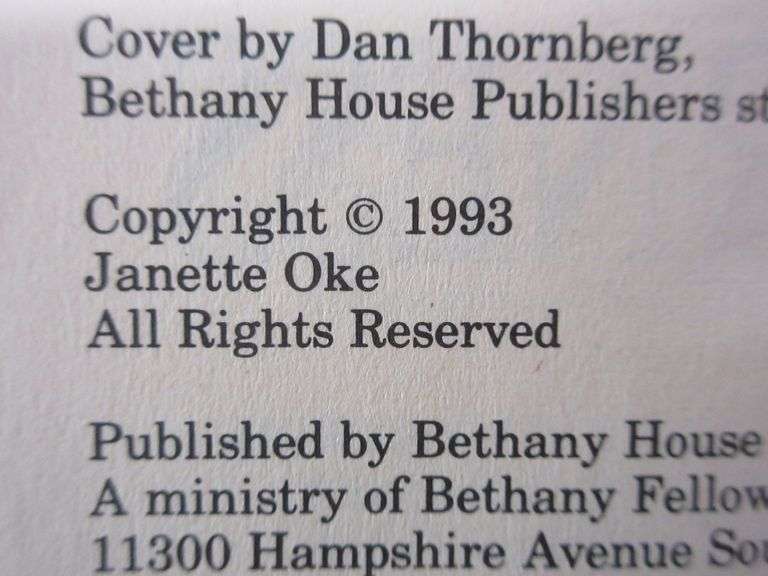 Cover by Dan Thornberg,
Bethany House Publishers
Copyright © 1993
Janette Oke
All Rights Reserved
Published by Bethany House
A ministry of Bethany
11300 Hampshire Avenue